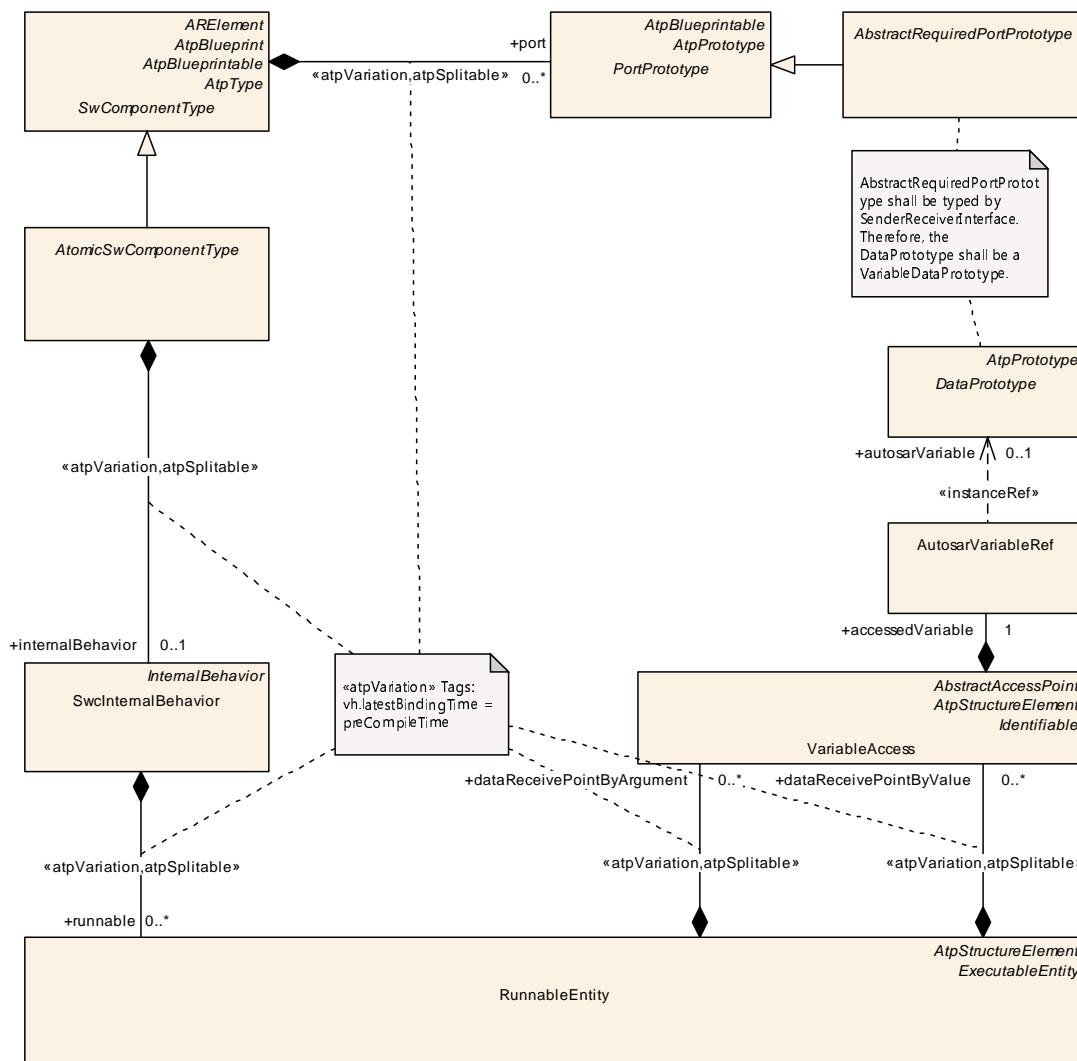 ARElement
AtpBlueprint
AtpBlueprintable
AtpType
SwComponentType
+port
«atpVariation,atpSplitable»
0..*
AtpBlueprintable
AtpPrototype
PortPrototype
AbstractRequiredPortPrototype
AbstractRequiredPortProtot
ype shall be typed by
SenderReceiverInterface.
Therefore, the
DataPrototype shall be a
VariableDataPrototype.
AtomicSwComponentType
AtpPrototype
DataPrototype
+autosarVariable
0..1
«instanceRef»
«atpVariation,atpSplitable»
AutosarVariableRef
+accessedVariable
1
+internalBehavior
0..1
InternalBehavior
SwcInternalBehavior
«atpVariation» Tags:
vh.latestBindingTime =
preCompileTime
AbstractAccessPoint
AtpStructureElement
Identifiable
VariableAccess
+dataReceivePointByArgument
0..*
+dataReceivePointByValue
0..*
«atpVariation,atpSplitable»
«atpVariation,atpSplitable»
«atpVariation,atpSplitable»
+runnable
0..*
AtpStructureElement
ExecutableEntity
RunnableEntity